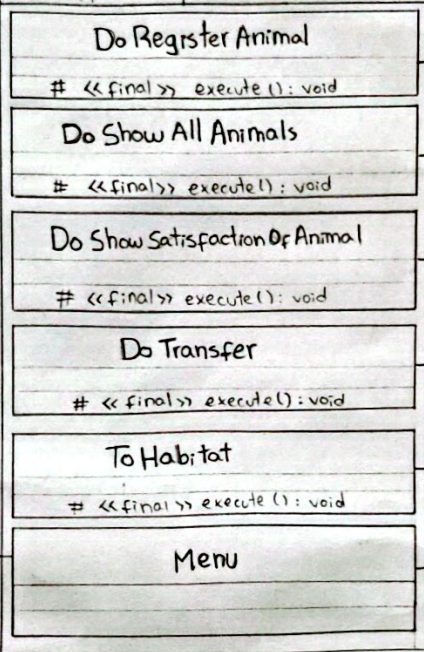 Do Register Animal
# <<final>> execute(): void
Do Show All Animals
# <<final>> execute(): void
Do Show Satisfaction Of Animal
# <<final>> execute(): void
Do Transfer
# <<final>> execute(): void
To Habitat
# <<final>> execute(): void
Menu